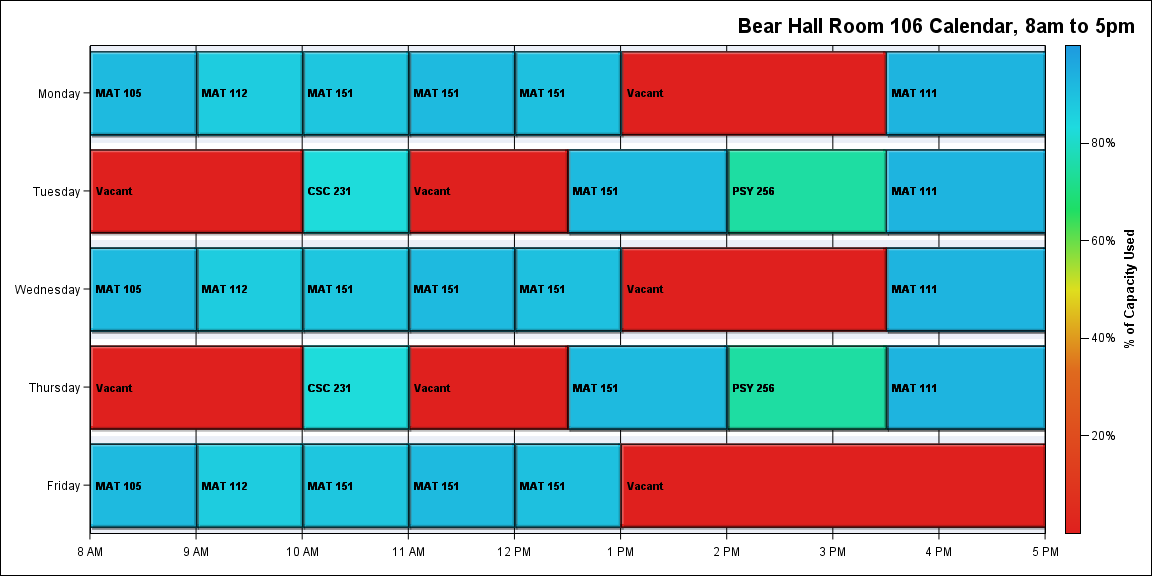 Bear Hall Room 106 Calendar, 8am to 5pm
Monday
MAT 105
MAT 112
MAT 151
MAT 151
MAT 151
Vacant
MAT 111
Tuesday
Vacant
CSC 231
Vacant
MAT 151
PSY 256
MAT 111
Wednesday
MAT 105
MAT 112
MAT 151
MAT 151
MAT 151
Vacant
MAT 111
Thursday
Vacant
CSC 231
Vacant
MAT 151
PSY 256
MAT 111
Friday
MAT 105
MAT 112
MAT 151
MAT 151
MAT 151
Vacant
8 AM
9 AM
10 AM
11 AM
12 PM
1 PM
2 PM
3 PM
4 PM
5 PM
80%
60%
40%
20%
% of Capacity Used